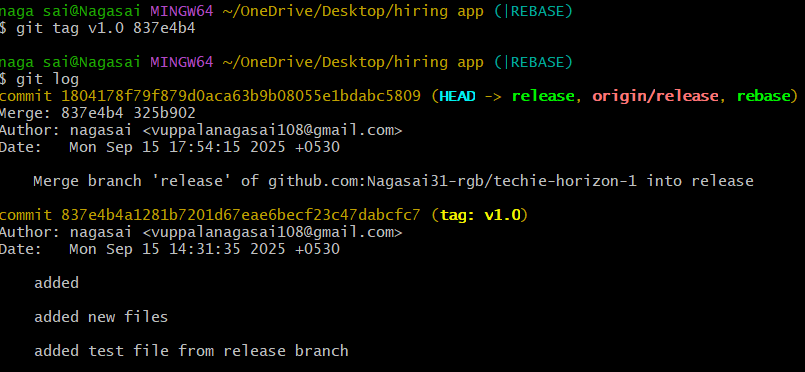 naga sai@Nagasai MINGW64 ~/OneDrive/Desktop/hiring app (|REBASE)
$ git tag v1.0 837e4b4
naga sai@Nagasai MINGW64 ~/OneDrive/Desktop/hiring app (|REBASE)
$ git log
commit 1804178f79f879d0aca63b9b08055e1bdabc5809 (HEAD -> release, origin/release, rebase)
Merge: 837e4b4 325b902
Author: nagasai <vuppalanagasai108@gmail.com>
Date:   Mon Sep 15 17:54:15 2025 +0530
    Merge branch 'release' of github.com:Nagasai31-rgb/techie-horizon-1 into release
commit 837e4b4a1281b7201d67eae6becf23c47dabcfc7 (tag: v1.0)
Author: nagasai <vuppalanagasai108@gmail.com>
Date:   Mon Sep 15 14:31:35 2025 +0530
    added
    added new files
    added test file from release branch